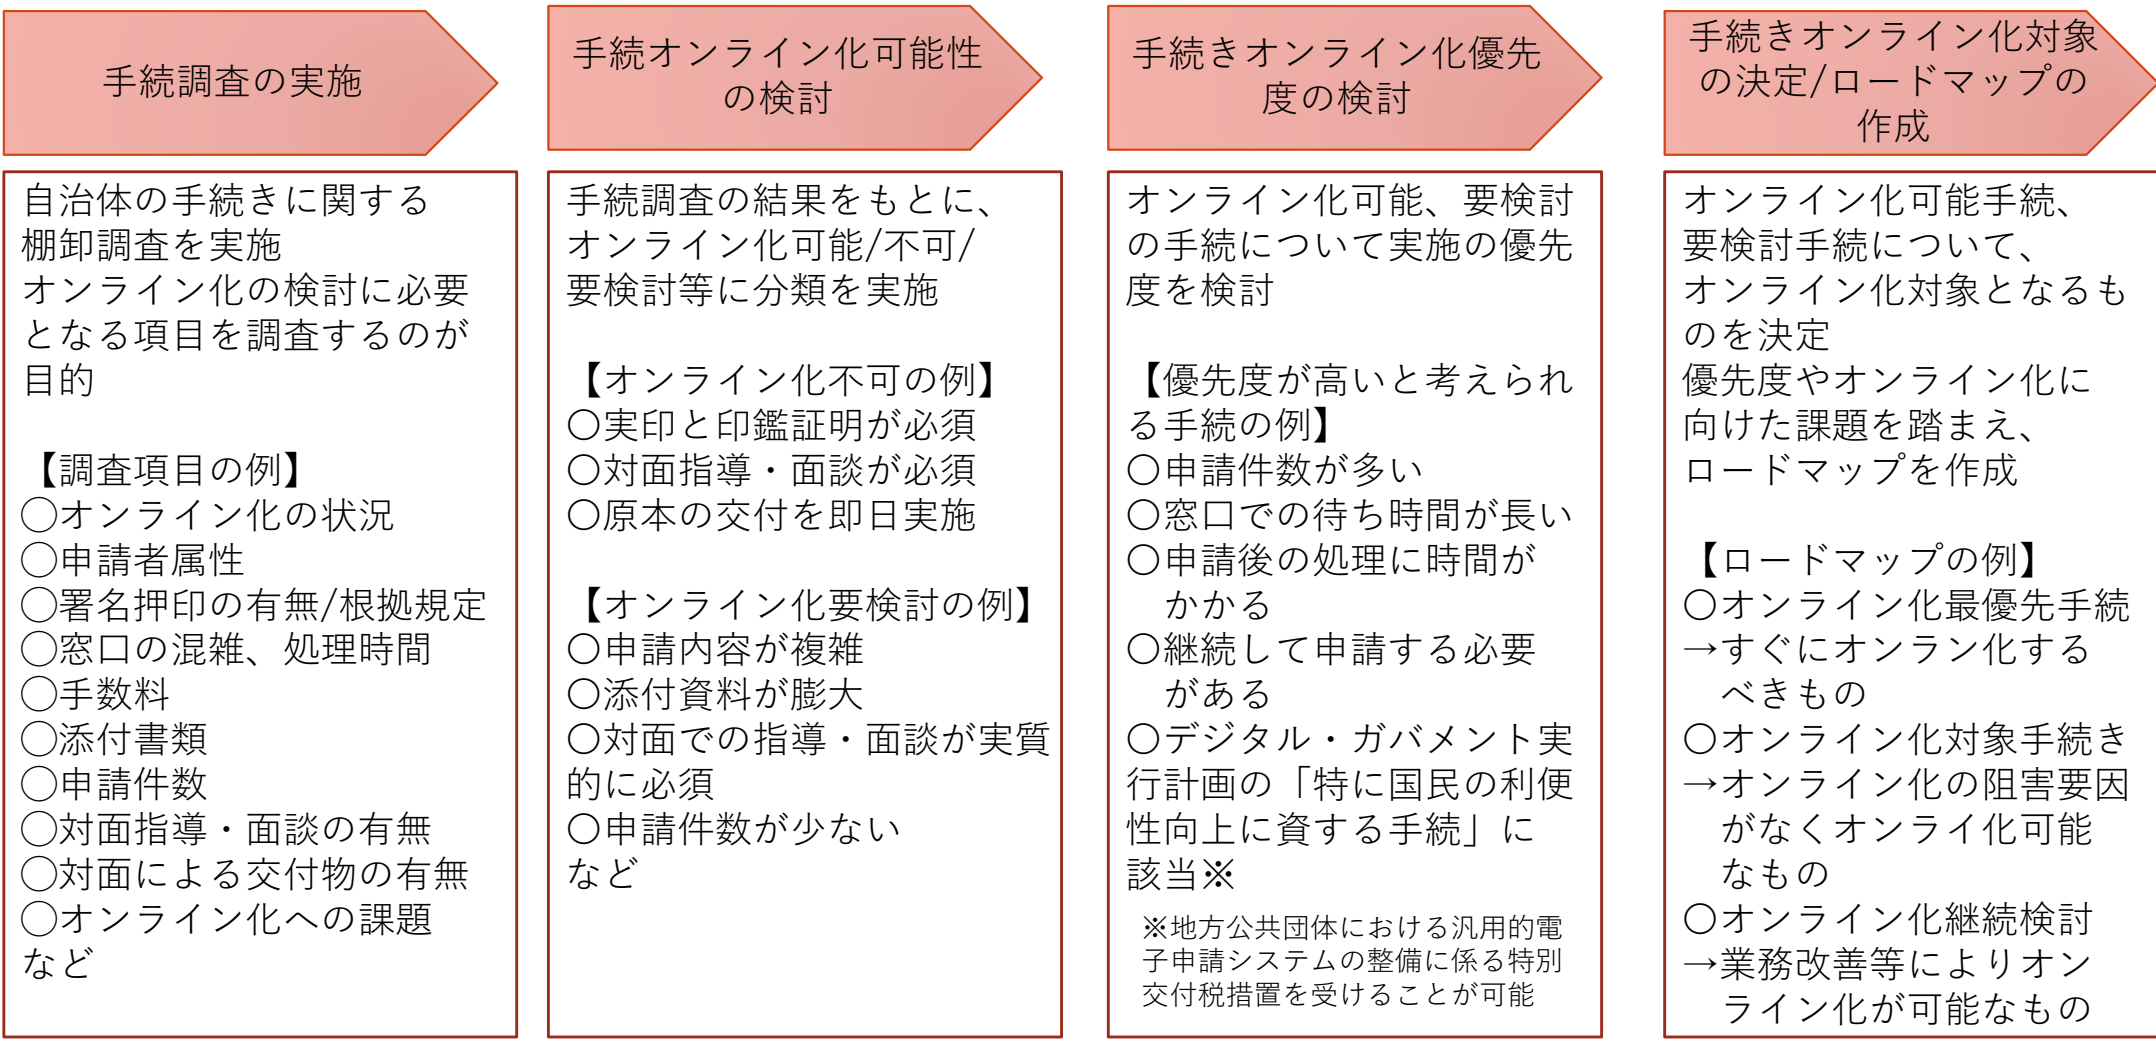 手続調査の実施
自治体の手続きに関する
棚卸調査を実施
オンライン化の検討に必要
となる項目を調査するのが
目的
【調査項目の例】
◯オンライン化の状況
◯申請者属性
◯署名押印の有無/根拠規定
◯窓口の混雑、処理時間
◯手数料
◯添付書類
◯申請件数
◯対面指導・面談の有無
◯対面による交付物の有無
◯オンライン化への課題
など
手続オンライン化可能性
の検討
手続調査の結果をもとに、
オンライン化可能/不可/
要検討等に分類を実施
【オンライン化不可の例】
○実印と印鑑証明が必須
○対面指導・面談が必須
○原本の交付を即日実施
【オンライン化要検討の例】
○申請内容が複雑
○添付資料が膨大
○対面での指導・面談が実質
的に必須
○申請件数が少ない
など
手続きオンライン化優先
度の検討
オンライン化可能、要検討
の手続について実施の優先
度を検討
【優先度が高いと考えられ
る手続の例】
○申請件数が多い
○窓口での待ち時間が長い
○申請後の処理に時間が
かかる
○継続して申請する必要
がある
○デジタル・ガバメント実
行計画の「特に国民の利便
性向上に資する手続」に
該当※
※地方公共団体における汎用的電
子申請システムの整備に係る特別
交付税措置を受けることが可能
手続きオンライン化対象
の決定/ロードマップの
作成
オンライン化可能手続、
要検討手続について、
オンライン化対象となるも
のを決定
優先度やオンライン化に
向けた課題を踏まえ、
ロードマップを作成
【ロードマップの例】
○オンライン化最優先手続
→すぐにオンラン化する
べきもの
○オンライン化対象手続き
→オンライン化の阻害要因
がなくオンライ化可能
なもの
○オンライン化継続検討
→業務改善等によりオン
ライン化が可能なもの